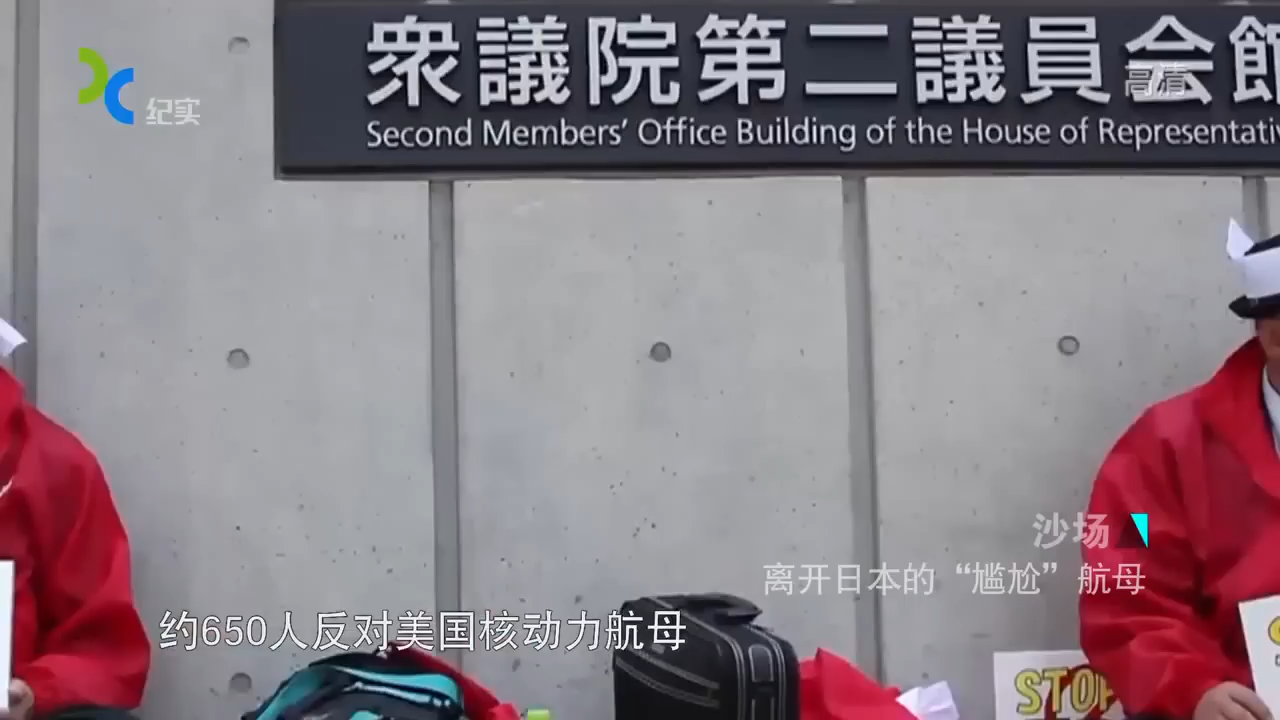 衆議院第二議員会館
Second Members' Office Building of the House of Representati
高清
纪实
沙场
离开日本的“尴尬”航母
约650人反对美国核动力航母
STOP